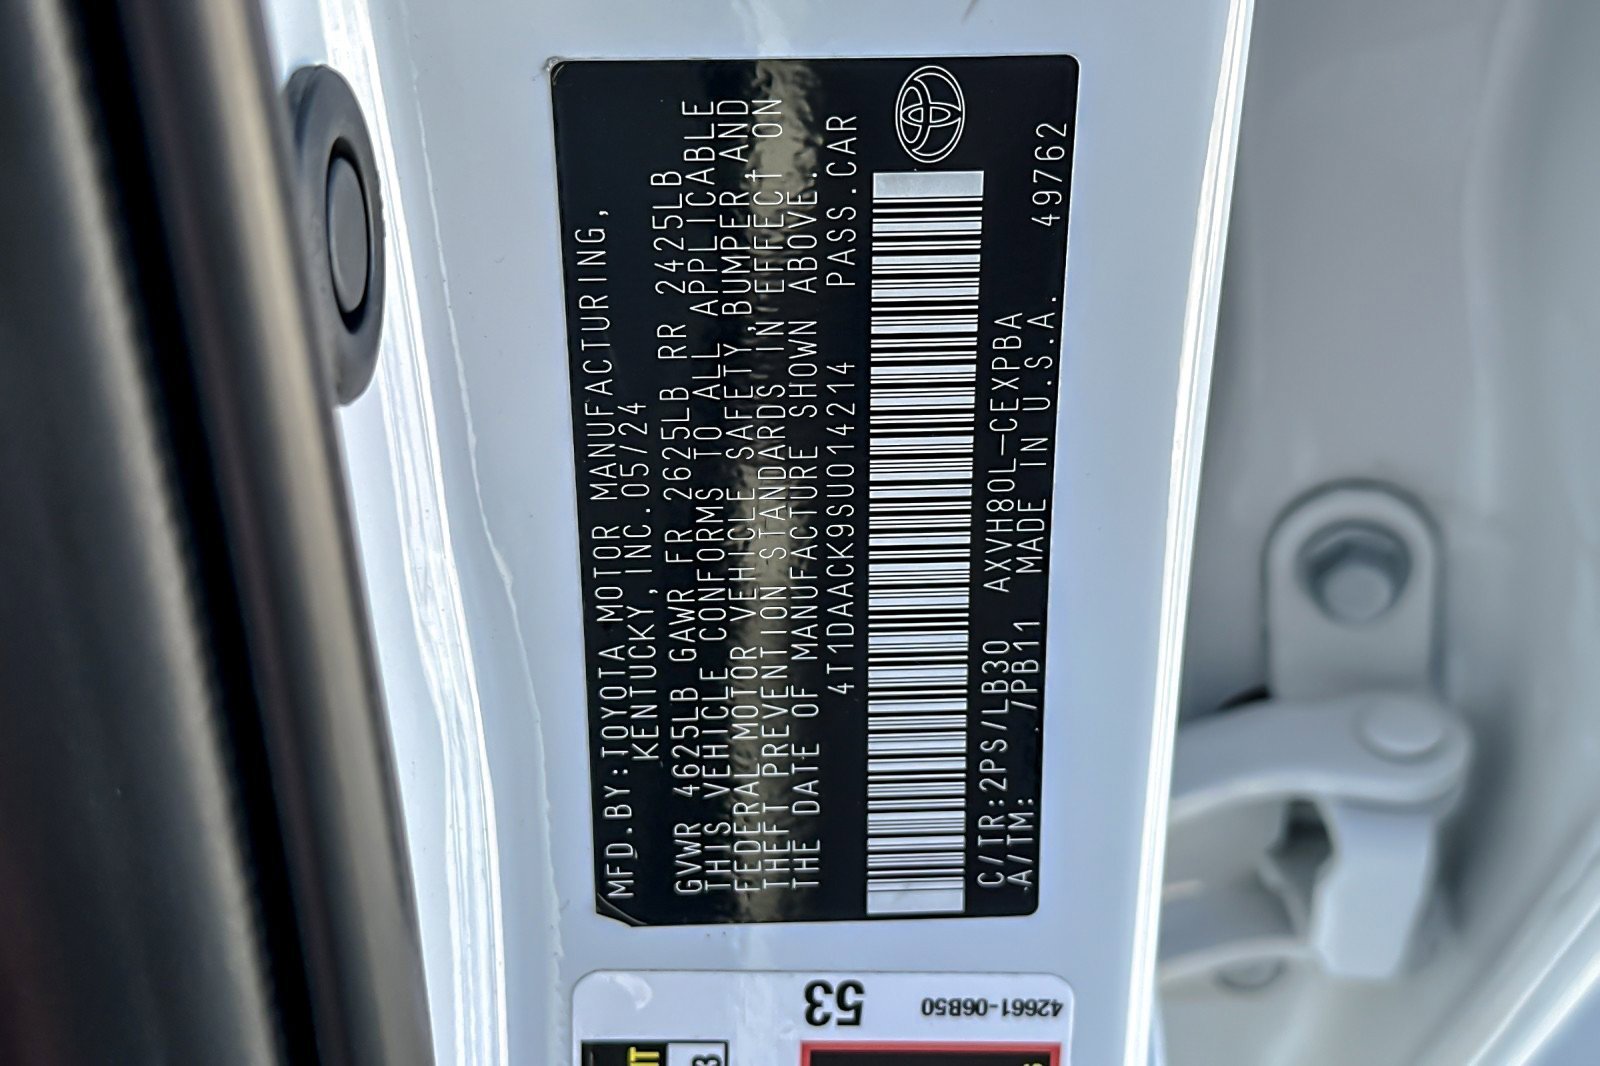 MFD.BY:TOYOTA MOTOR MANUFACTURING,
KENTUCKY,INC.05/24
GVWR 4625LB GAWR FR 2625LB RR 2425LB
THIS VEHICLE CONFORMS TO ALL APPLICABLE
FEDERAL MOTOR VEHICLE SAFETY,BUMPER,AND
THEFT PREVENTION STANDARDS IN EFFECT ON
THE DATE OF MANUFACTURE SHOWN ABOVE.
4T1DAACK9SU014214 PASS.CAR
C/TR:2PS/LB30 AXVH80L-CEXPBA
A/TM: /PB11 MADE IN U.S.A. 49762
42661-06B50
53